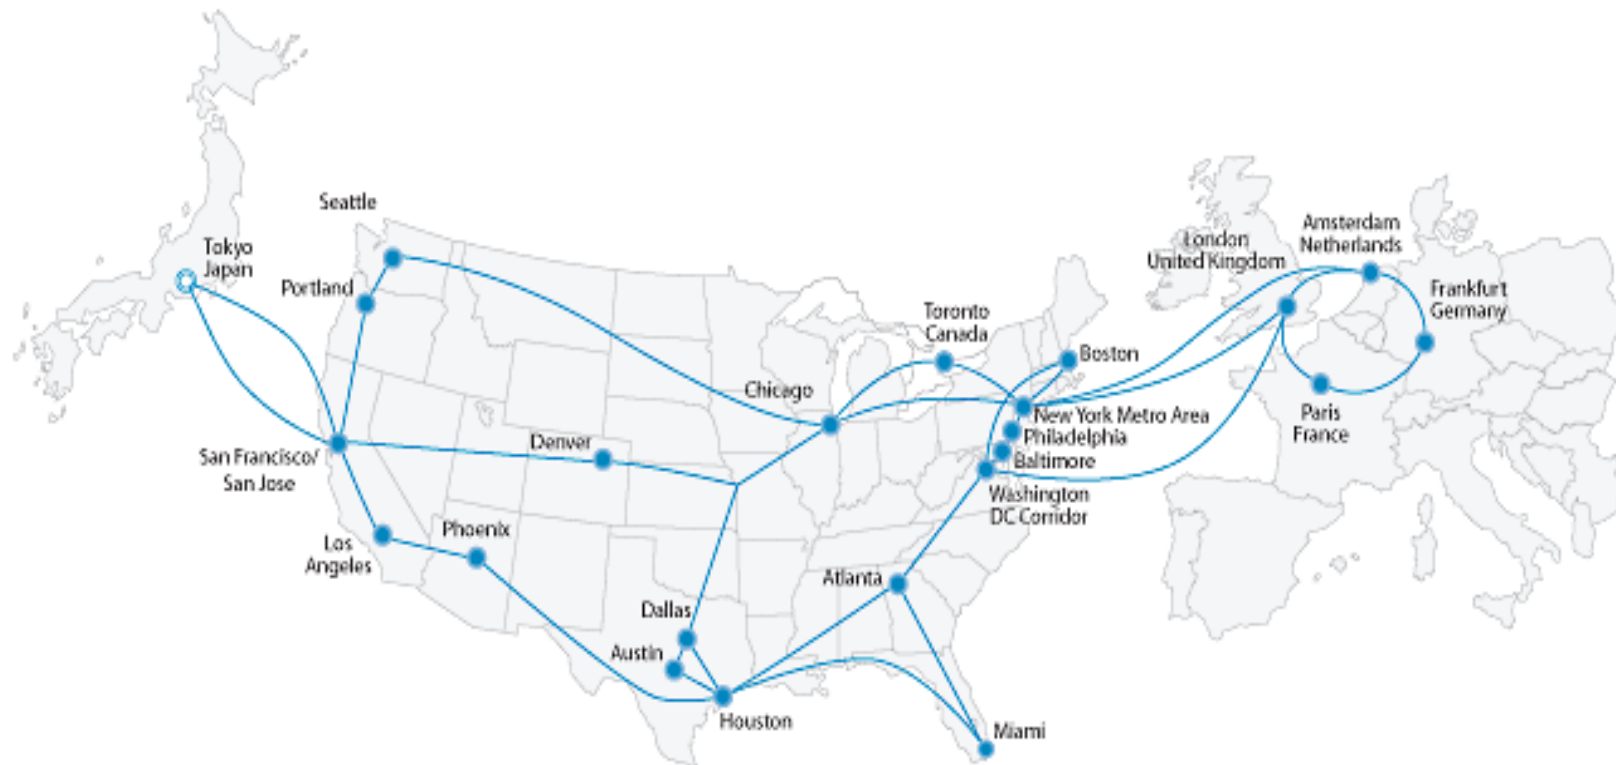 Seattle
Tokyo
Japan
Portland
San Francisco/
San Jose
Los
Angeles
Phoenix
Denver
Chicago
Toronto
Canada
Boston
New York Metro Area
Philadelphia
Baltimore
Washington
DC Corridor
Atlanta
Dallas
Austin
Houston
Miami
London
United Kingdom
Amsterdam
Netherlands
Frankfurt
Germany
Paris
France